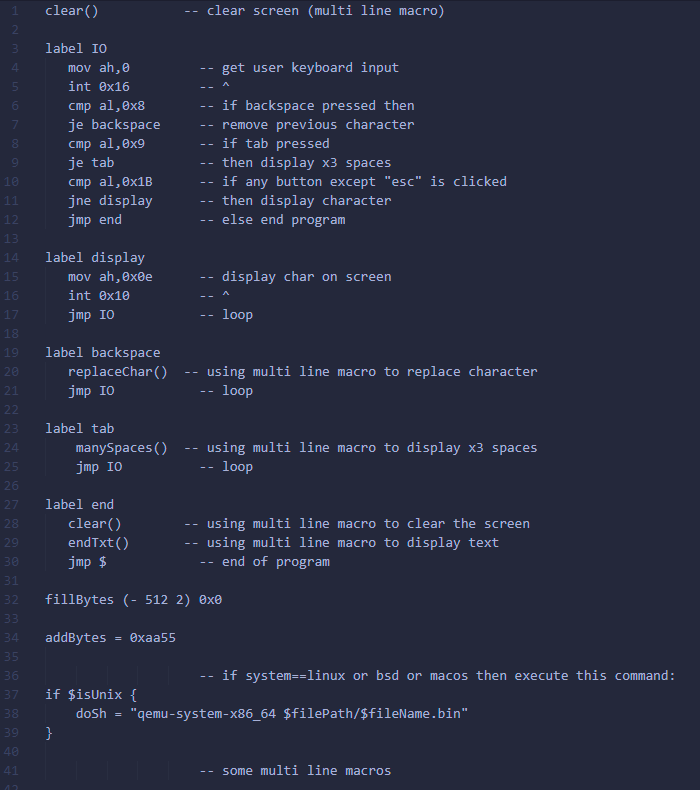 1 clear() -- clear screen (multi line macro)
2
3 label IO
4 mov ah,0 -- get user keyboard input
5 int 0x16 -- ^
6 cmp al,0x8 -- if backspace pressed then
7 je backspace -- remove previous character
8 cmp al,0x9 -- if tab pressed
9 je tab -- then display x3 spaces
10 cmp al,0x1B -- if any button except "esc" is clicked
11 jne display -- then display character
12 jmp end -- else end program
13
14 label display
15 mov ah,0x0e -- display char on screen
16 int 0x10 -- ^
17 jmp IO -- loop
18
19 label backspace
20 replaceChar() -- using multi line macro to replace character
21 jmp IO -- loop
22
23 label tab
24 manySpaces() -- using multi line macro to display x3 spaces
25 jmp IO -- loop
26
27 label end
28 clear() -- using multi line macro to clear the screen
29 endTxt() -- using multi line macro to display text
30 jmp $ -- end of program
31
32 fillBytes (- 512 2) 0x0
33
34 addBytes = 0xaa55
35
36 -- if system==linux or bsd or macos then execute this command:
37 if $isUnix {
38 doSh = "qemu-system-x86_64 $filePath/$fileName.bin"
39 }
40
41 -- some multi line macros